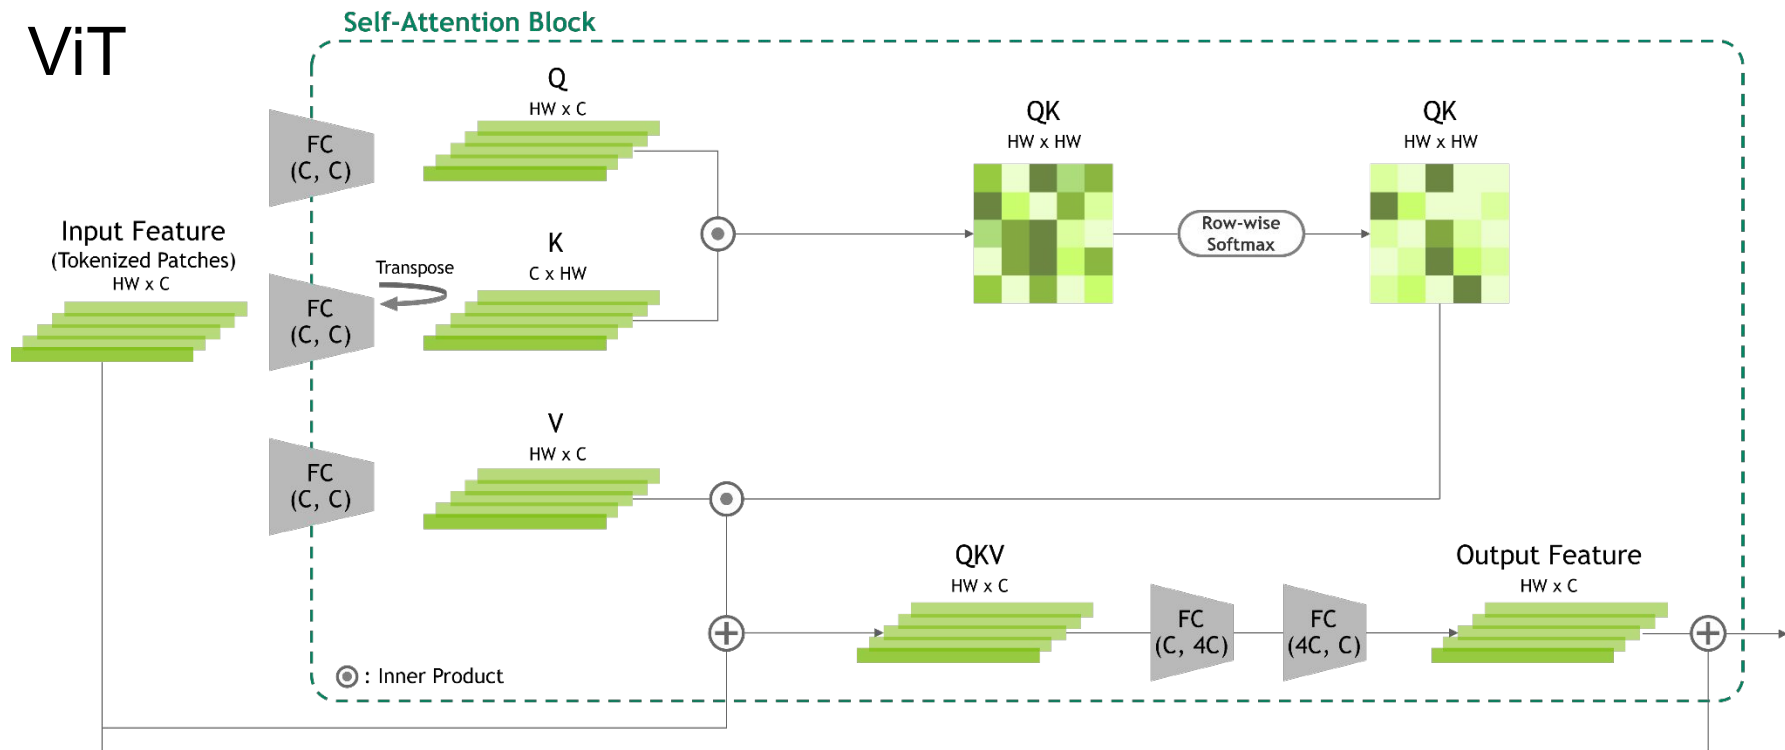 ViT
Self-Attention Block
Q
HW x C
FC
(C, C)
QK
HW x HW
QK
HW x HW
Row-wise
Softmax
Input Feature
(Tokenized Patches)
HW x C
K
C x HW
Transpose
FC
(C, C)
V
HW x C
FC
(C, C)
QKV
HW x C
FC
(C, 4C)
FC
(4C, C)
Output Feature
HW x C
: Inner Product